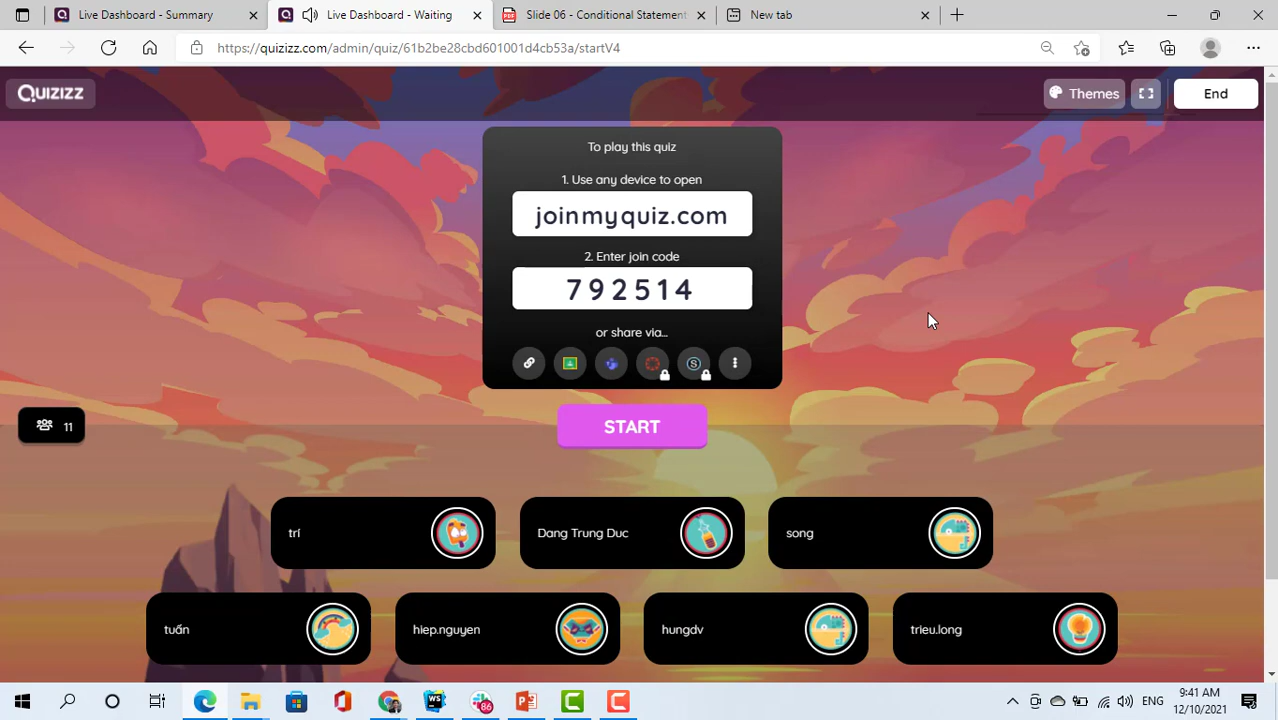 Live Dashboard - Summary
Live Dashboard - Waiting
PDF
Slide 06 - Conditional Statement
New tab
https://quizizz.com/admin/quiz/61b2be28cbd601001d4cb53a/startV4
Quizizz
Themes
End
To play this quiz
1. Use any device to open
joinmyquiz.com
2. Enter join code
792514
or share via...
11
START
trí
Dang Trung Duc
song
tuấn
hiep.nguyen
hungdv
trieu.long
WS
86
ENG
9:41 AM
12/10/2021